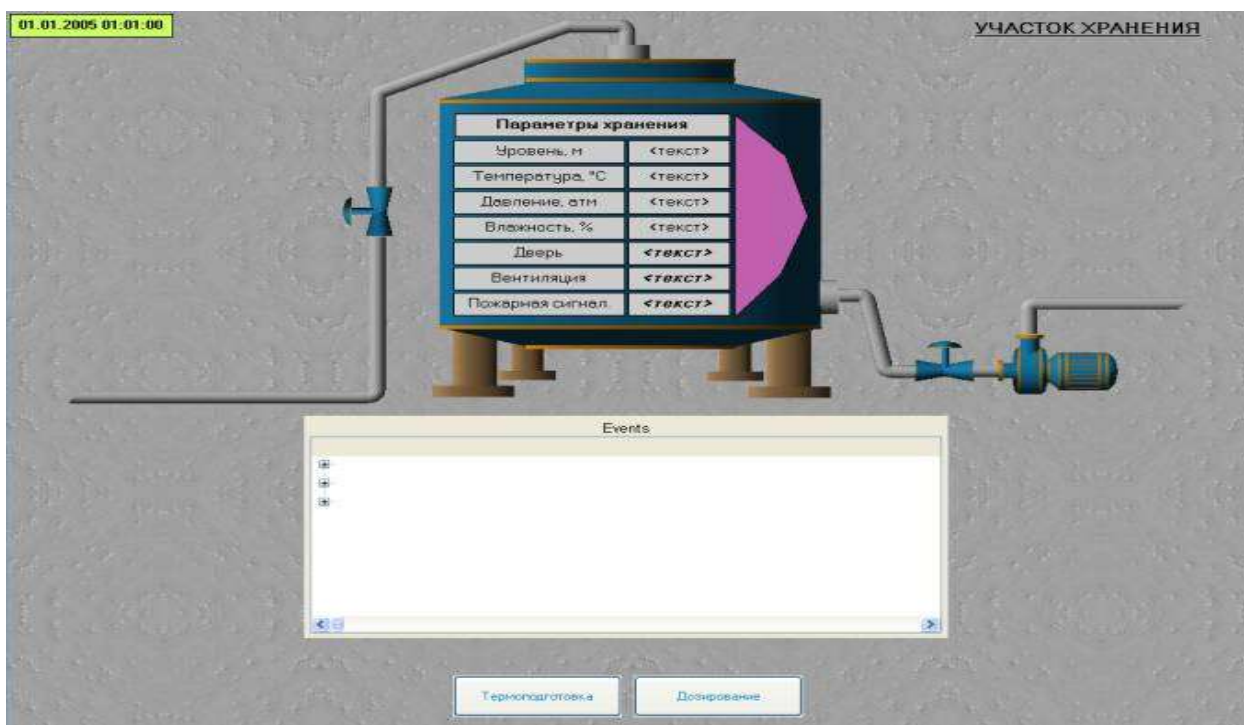 01.01.2005 01:01:00
УЧАСТОК ХРАНЕНИЯ
Параметры хранения
Уровень, м <текст>
Температура, °C <текст>
Давление, атм <текст>
Влажность, % <текст>
Дверь <текст>
Вентиляция <текст>
Пожарная сигнал. <текст>
Events
Термоподготовка Дозирование